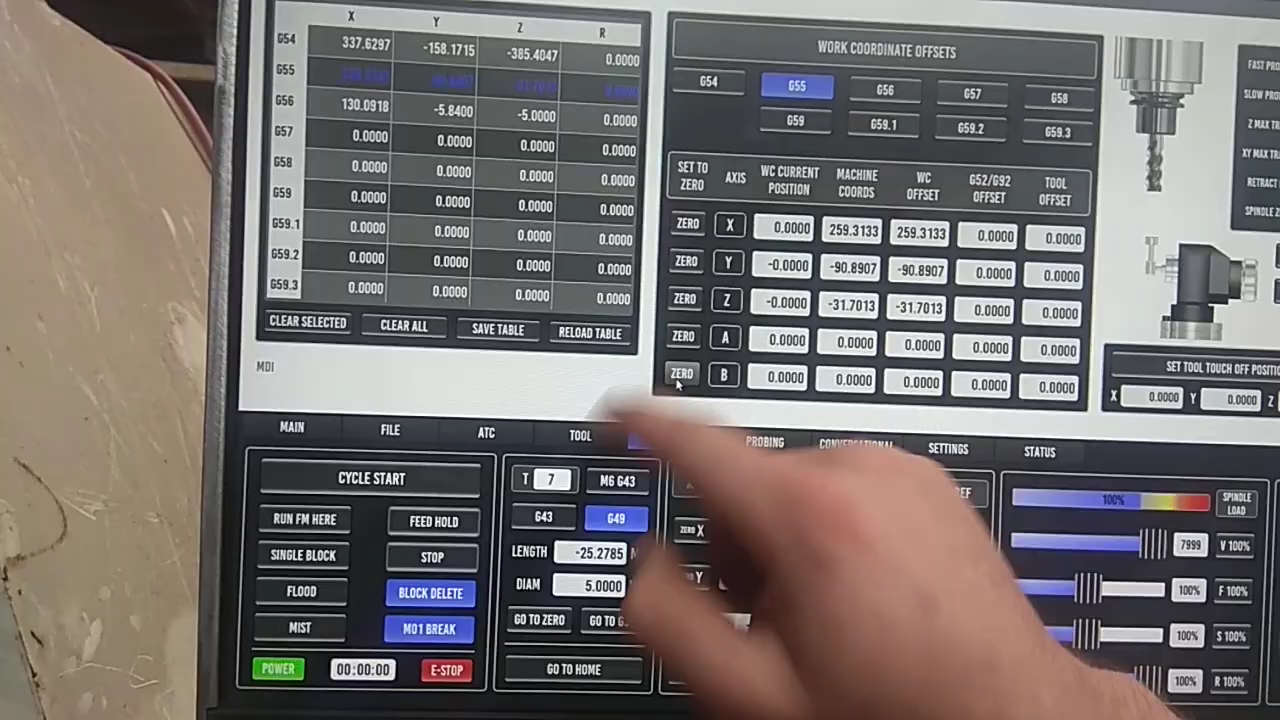 X Y Z R
G54 337.6297 -158.1715 -385.4047 0.0000
G55
G56 130.0918 -5.8400 -5.0000 0.0000
G57 0.0000 0.0000 0.0000 0.0000
G58 0.0000 0.0000 0.0000 0.0000
G59 0.0000 0.0000 0.0000 0.0000
G59.1 0.0000 0.0000 0.0000 0.0000
G59.2 0.0000 0.0000 0.0000 0.0000
G59.3 0.0000 0.0000 0.0000 0.0000
CLEAR SELECTED CLEAR ALL SAVE TABLE RELOAD TABLE
MDI
WORK COORDINATE OFFSETS
G54 G55 G56 G57 G58
G59 G59.1 G59.2 G59.3
SET TO ZERO AXIS WC CURRENT POSITION MACHINE COORDS WC OFFSET G52/G92 OFFSET TOOL OFFSET
ZERO X 0.0000 259.3133 259.3133 0.0000 0.0000
ZERO Y -0.0000 -90.8907 -90.8907 0.0000 0.0000
ZERO Z -0.0000 -31.7013 -31.7013 0.0000 0.0000
ZERO A 0.0000 0.0000 0.0000 0.0000 0.0000
ZERO B 0.0000 0.0000 0.0000 0.0000 0.0000
FAST
SLOW
Z MAX
XY MAX
RETRACT
SPINDLE
SET TOOL TOUCH OFF
X 0.0000 Y 0.0000 Z
MAIN FILE ATC TOOL PROBING CONVERSATIONAL SETTINGS STATUS
CYCLE START
RUN FM HERE FEED HOLD
SINGLE BLOCK STOP
FLOOD BLOCK DELETE
MIST M01 BREAK
POWER 00:00:00 E-STOP
T 7 M6 G43
G43 G49
LENGTH -25.2785
DIAM 5.0000
GO TO ZERO GO TO
GO TO HOME
ZERO X
Y
100% SPINDLE LOAD
7999 V 100%
100% F 100%
100% S 100%
100% R 100%